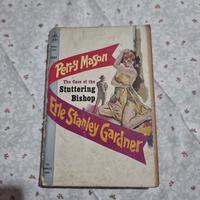 Perry Mason
The Case of the
Stuttering
Bishop
Erle Stanley Gardner